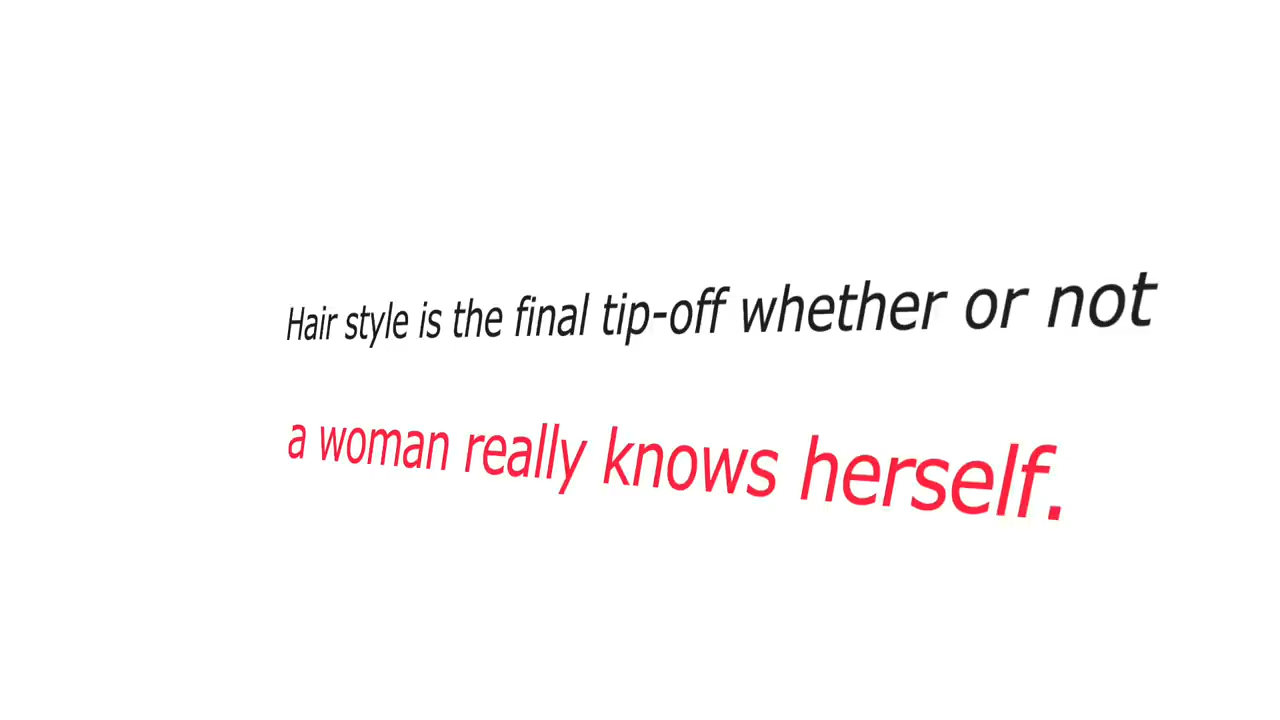 Hair style is the final tip-off whether or not
a woman really knows herself.